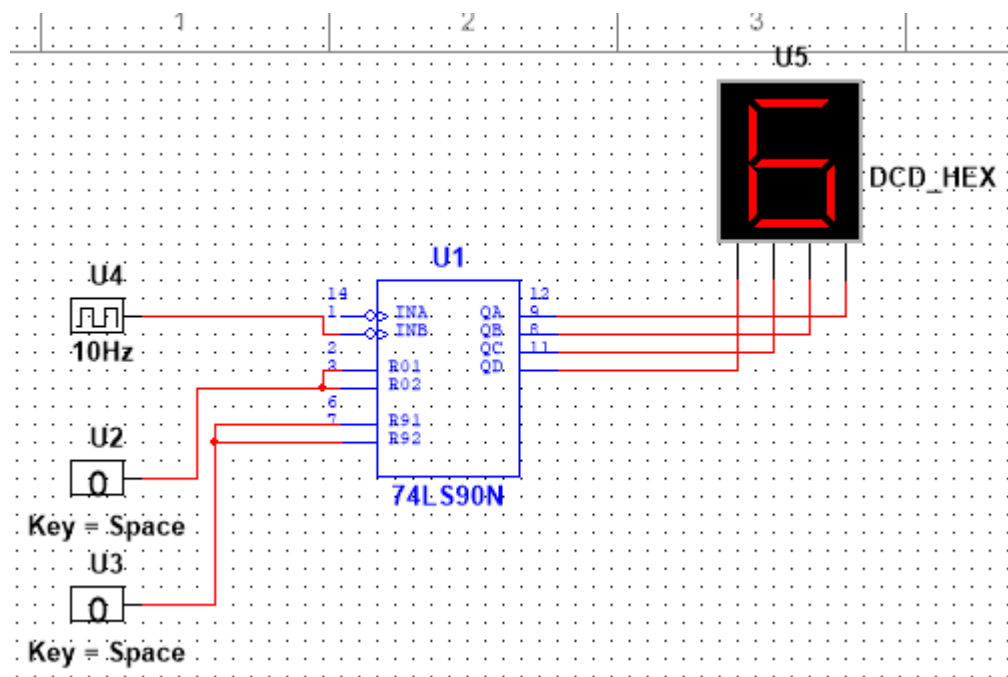 1 2 3
U5
6
DCD_HEX
U4
10Hz
U1
14
1
2
3
6
7
INA
INB
R01
R02
R91
R92
QA
QB
QC
QD
12
9
8
11
74LS90N
U2
0
Key = Space
U3
0
Key = Space